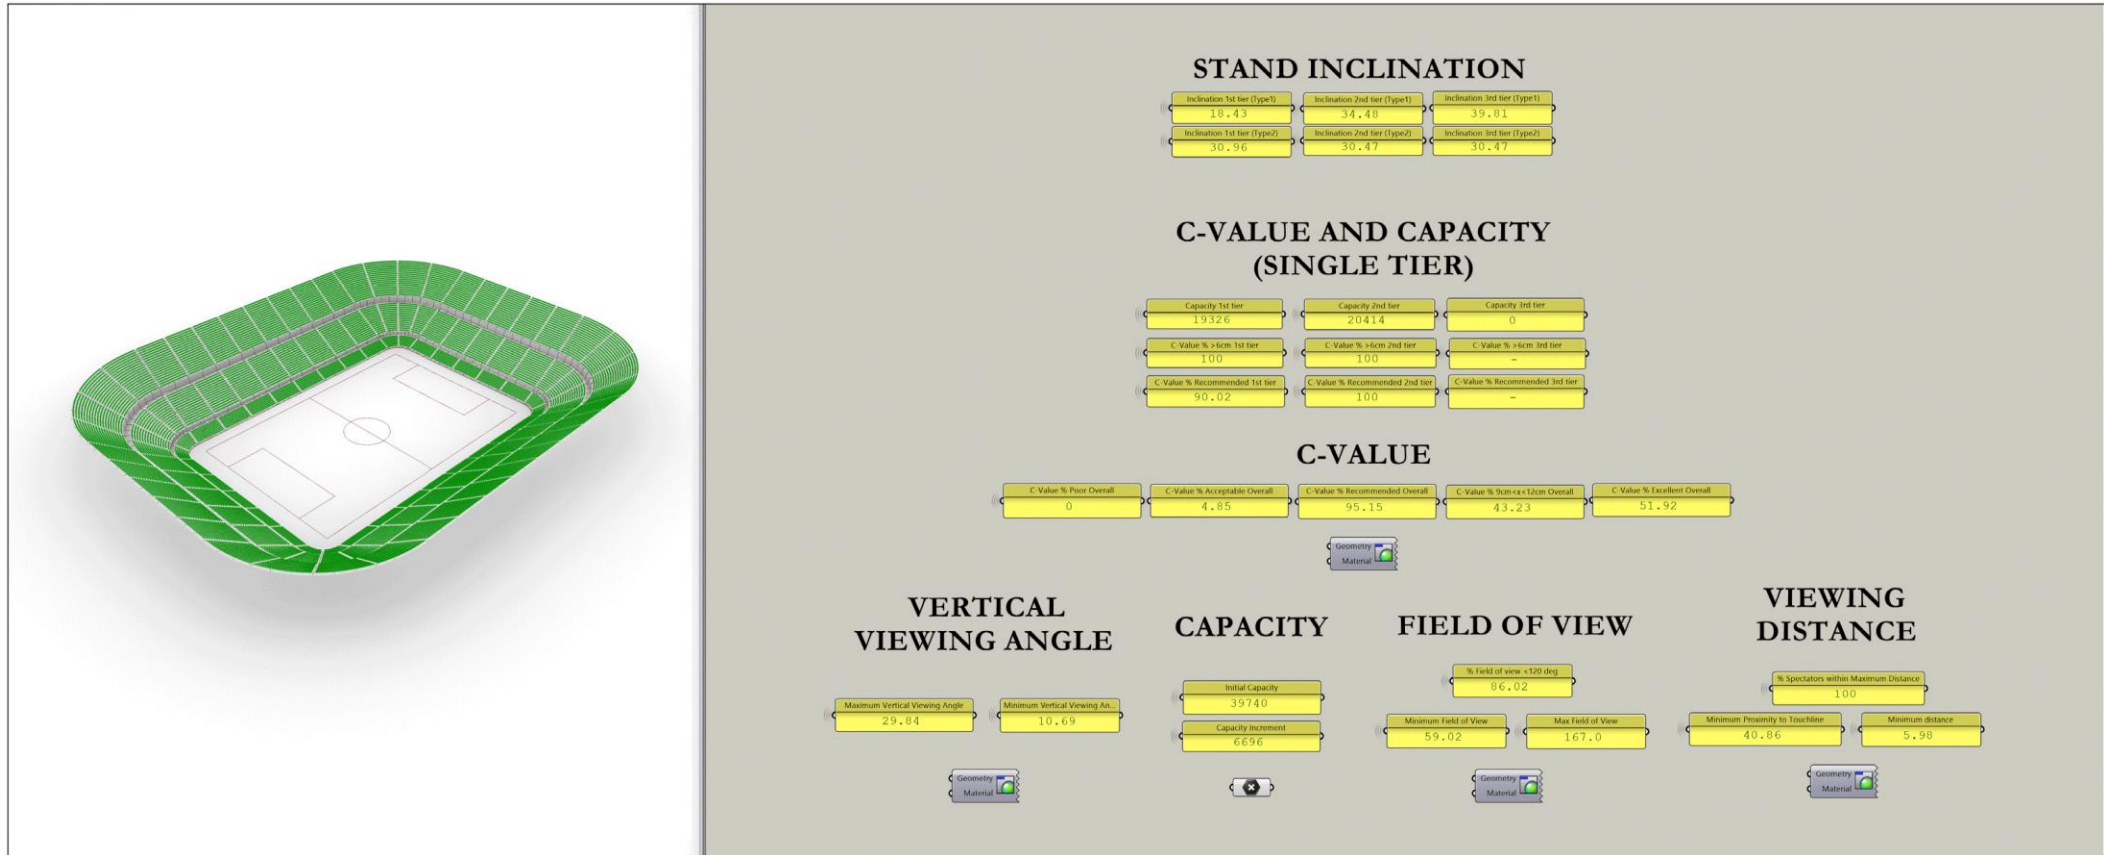 STAND INCLINATION
Inclination 1st tier (Type1) Inclination 2nd tier (Type1) Inclination 3rd tier (Type1)
18.43 34.48 39.81
Inclination 1st tier (Type2) Inclination 2nd tier (Type2) Inclination 3rd tier (Type2)
30.96 30.47 30.47
C-VALUE AND CAPACITY
(SINGLE TIER)
Capacity 1st tier Capacity 2nd tier Capacity 3rd tier
19326 20414 0
C-Value % >6cm 1st tier C-Value % >6cm 2nd tier C-Value % >6cm 3rd tier
100 100 -
C-Value % Recommended 1st tier C-Value % Recommended 2nd tier C-Value % Recommended 3rd tier
90.02 100 -
C-VALUE
C-Value % Poor Overall C-Value % Acceptable Overall C-Value % Recommended Overall C-Value % 9cm<x<12cm Overall C-Value % Excellent Overall
0 4.85 95.15 43.23 51.92
Geometry
Material
VERTICAL
VIEWING ANGLE
Maximum Vertical Viewing Angle Minimum Vertical Viewing An...
29.84 10.69
Geometry
Material
CAPACITY
Initial Capacity
39740
Capacity Increment
6696
FIELD OF VIEW
% Field of view <120 deg
86.02
Minimum Field of View Max Field of View
59.02 167.0
Geometry
Material
VIEWING
DISTANCE
% Spectators within Maximum Distance
100
Minimum Proximity to Touchline Minimum distance
40.86 5.98
Geometry
Material